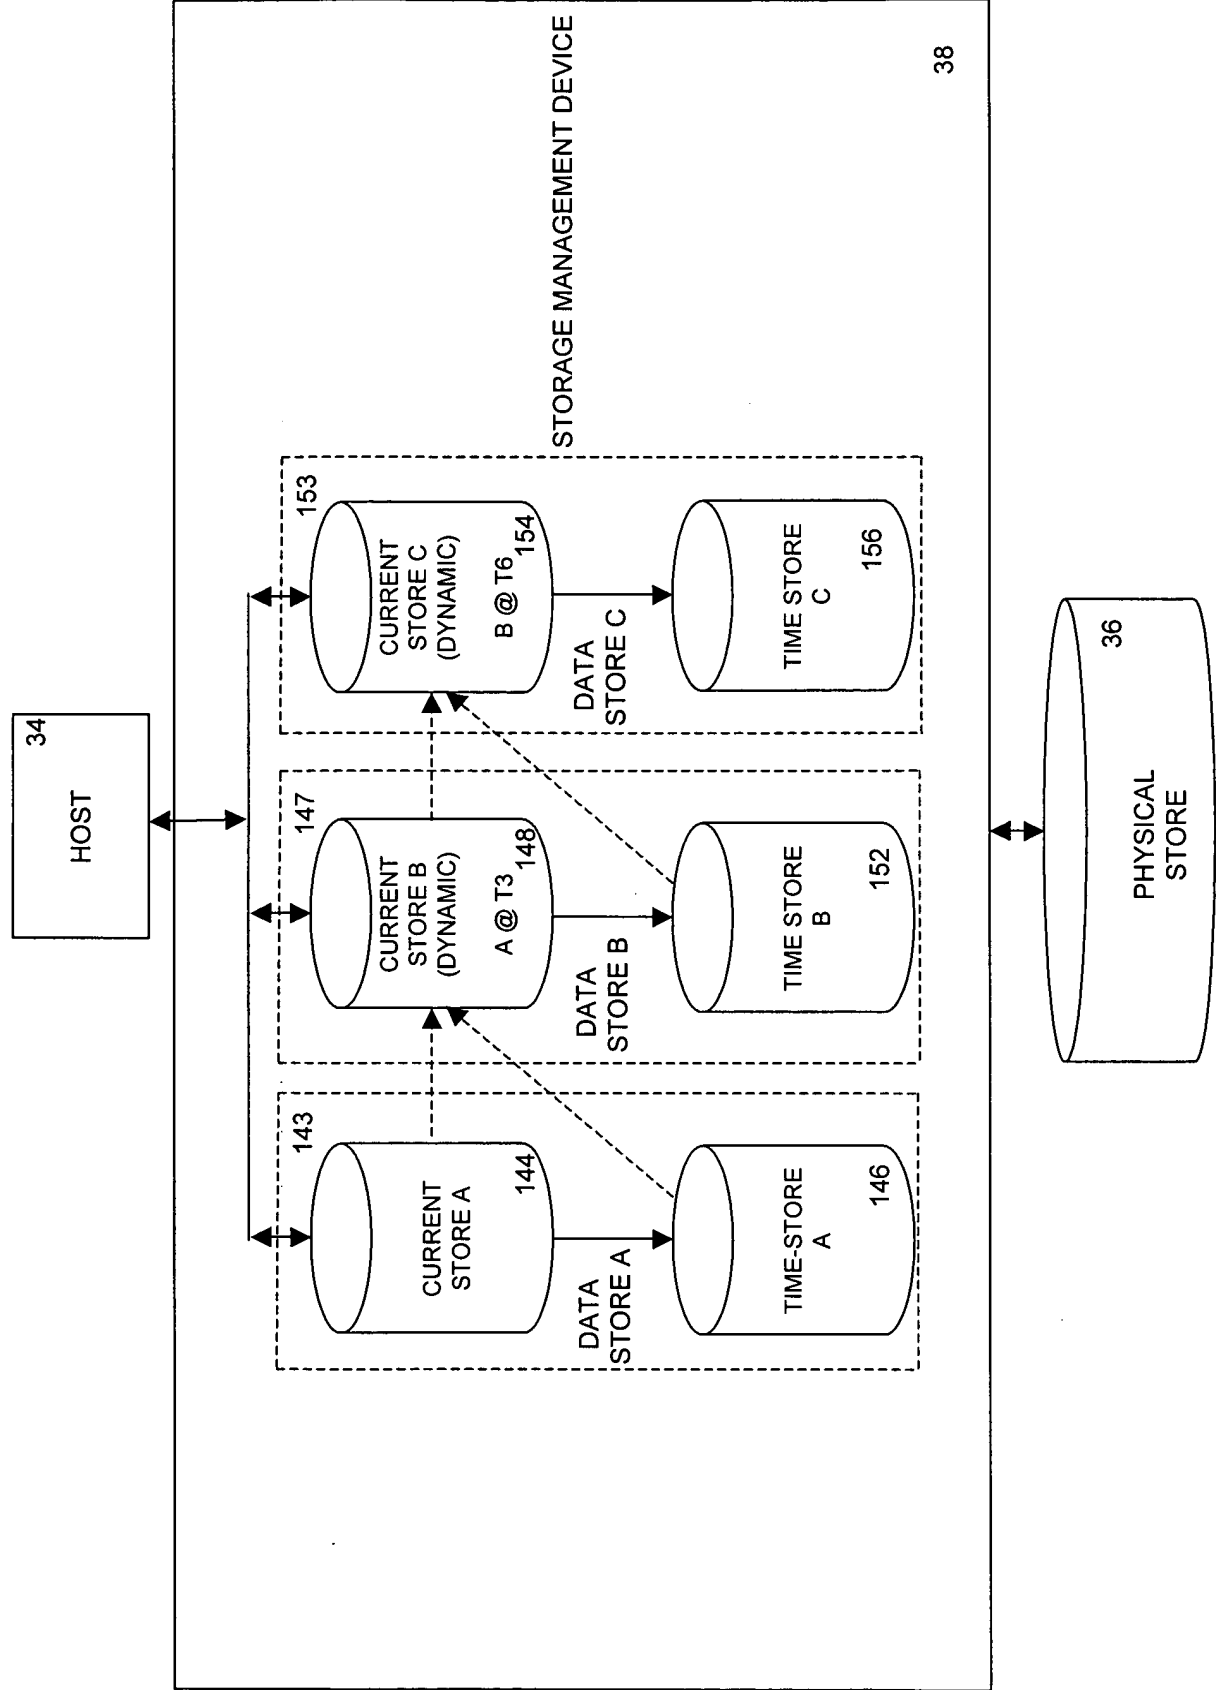 34
HOST
STORAGE MANAGEMENT DEVICE
38
143
CURRENT
STORE A
144
DATA
STORE A
TIME-STORE
A
146
147
CURRENT
STORE B
(DYNAMIC)
A @ T3
148
DATA
STORE B
TIME STORE
B
152
153
CURRENT
STORE C
(DYNAMIC)
B @ T6
154
DATA
STORE C
TIME STORE
C
156
36
PHYSICAL
STORE